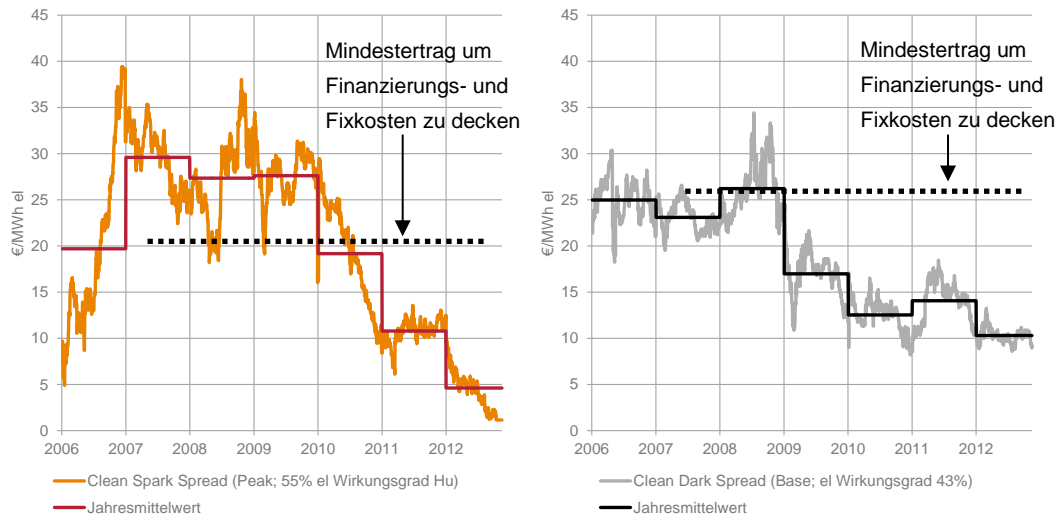 45
40
35
30
25
20
15
10
5
0
€/MWh el
2006 2007 2008 2009 2010 2011 2012
Mindestertrag um
Finanzierungs- und
Fixkosten zu decken
Clean Spark Spread (Peak; 55% el Wirkungsgrad Hu)
Jahresmittelwert
45
40
35
30
25
20
15
10
5
0
€/MWh el
2006 2007 2008 2009 2010 2011 2012
Mindestertrag um
Finanzierungs- und
Fixkosten zu decken
Clean Dark Spread (Base; el Wirkungsgrad 43%)
Jahresmittelwert